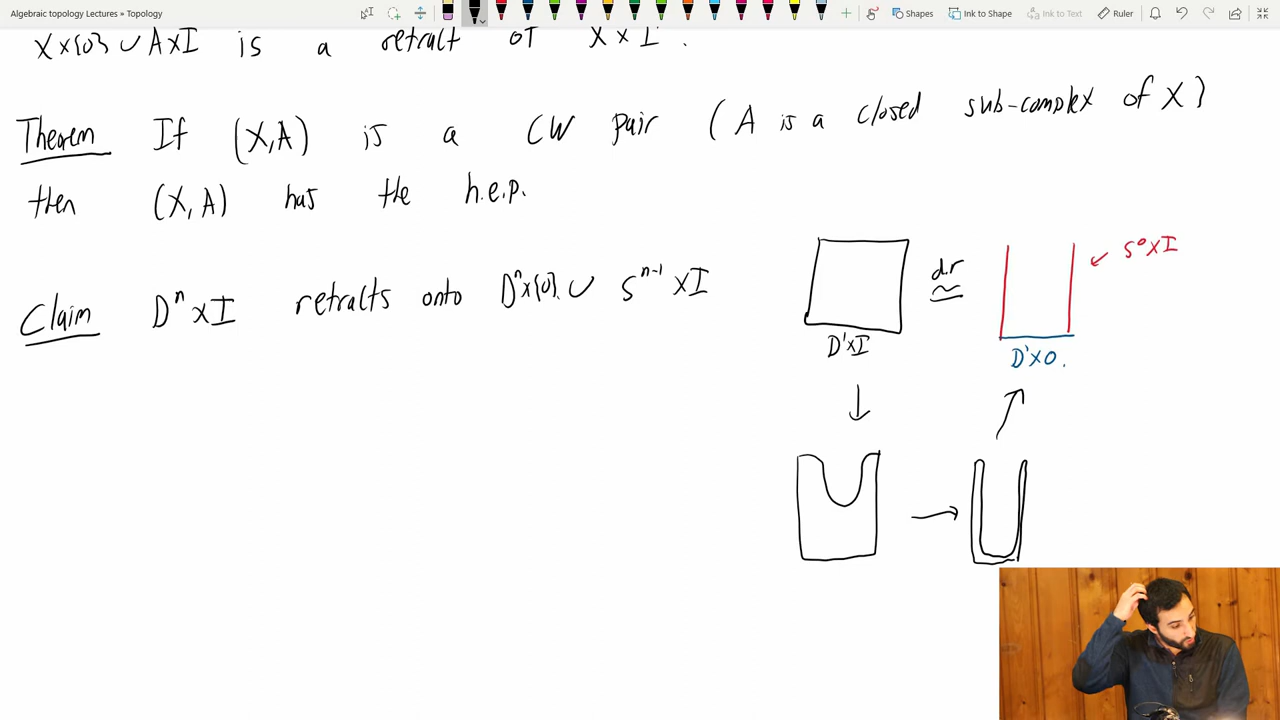 Algebraic topology Lectures » Topology
Shapes
Ink to Shape
Ink to Text
Ruler
X×{0} ∪ A×I is a retract of X×I.
Theorem If (X,A) is a CW pair (A is a closed sub-complex of X)
then (X,A) has the h.e.p.
Claim Dⁿ×I retracts onto Dⁿ×{0} ∪ Sⁿ⁻¹×I
d.r
≅
S⁰×I
D¹×I
D¹×0.